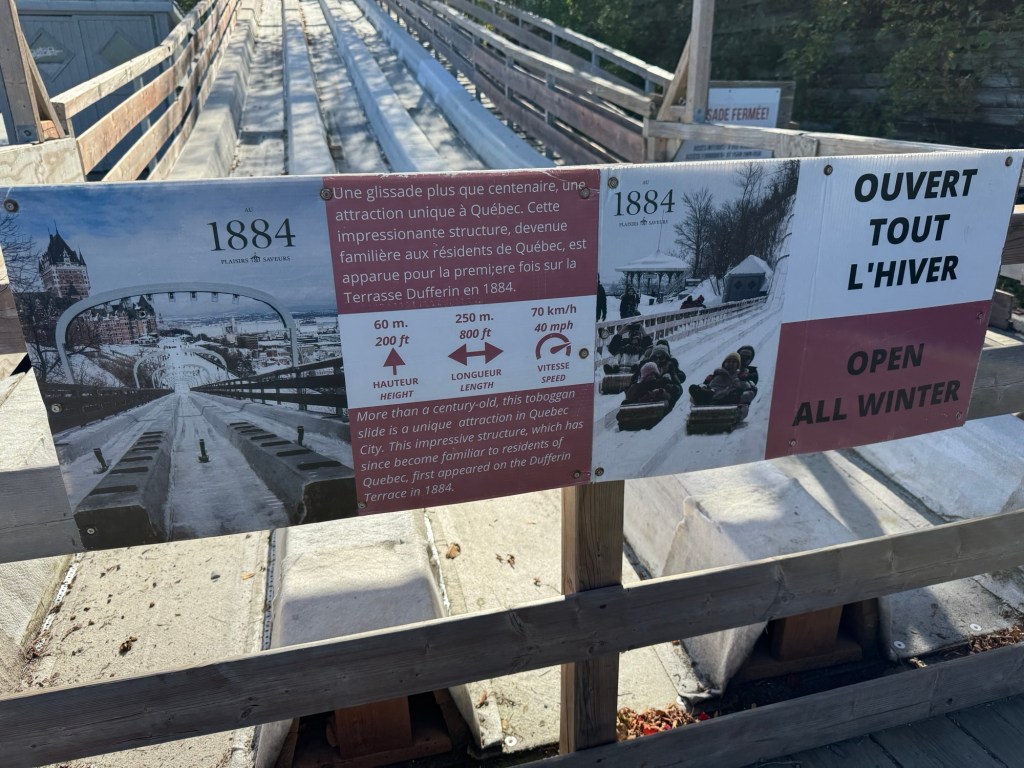 SADE FERMÉE!
AU
1884
PLAISIRS SAVEURS
Une glissade plus que centenaire, une
attraction unique à Québec. Cette
impressionante structure, devenue
familière aux résidents de Québec, est
apparue pour la premi;ere fois sur la
Terrasse Dufferin en 1884.
60 m.
200 ft
HAUTEUR
HEIGHT
250 m.
800 ft
LONGUEUR
LENGTH
70 km/h
40 mph
VITESSE
SPEED
More than a century-old, this toboggan
slide is a unique attraction in Quebec
City. This impressive structure, which has
since become familiar to residents of
Quebec, first appeared on the Dufferin
Terrace in 1884.
AU
1884
PLAISIRS SAVEURS
OUVERT
TOUT
L'HIVER
OPEN
ALL WINTER